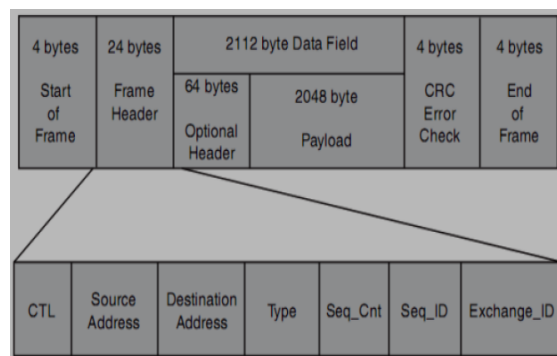 4 bytes
Start
of
Frame
24 bytes
Frame
Header
2112 byte Data Field
64 bytes
Optional
Header
2048 byte
Payload
4 bytes
CRC
Error
Check
4 bytes
End
of
Frame
CTL
Source
Address
Destination
Address
Type
Seq_Cnt
Seq_ID
Exchange_ID